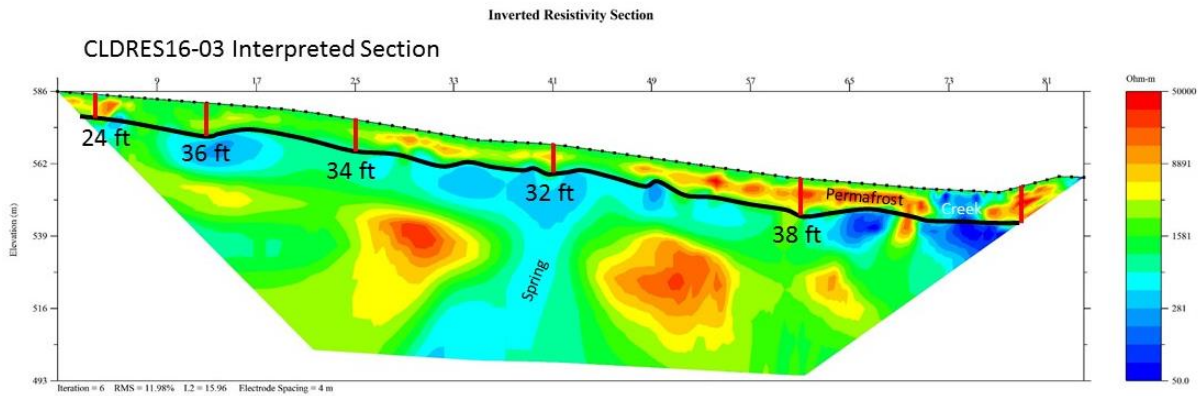 Inverted Resistivity Section
CLDRES16-03 Interpreted Section
1 9 17 25 33 41 49 57 65 73 81
Ohm-m
586
562
539
516
493
Elevation (m)
50000
8891
1581
281
50.0
24 ft
36 ft
34 ft
32 ft
38 ft
Permafrost
Creek
Spring
Iteration = 6 RMS = 11.98% L2 = 15.96 Electrode Spacing = 4 m